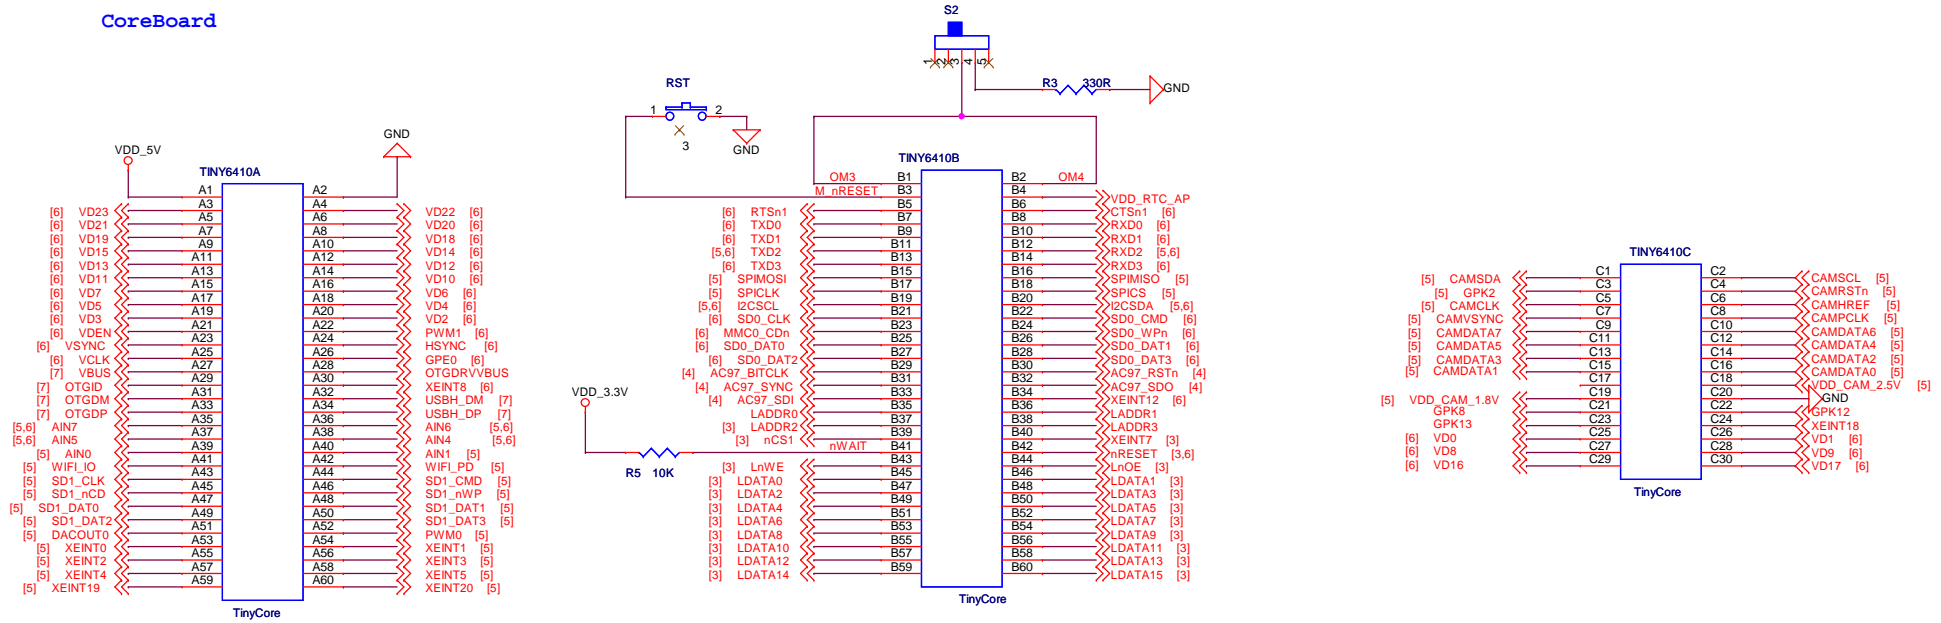 CoreBoard
VDD_5V
GND
TINY6410A
A1 A2
[6] VD23 A3 A4 VD22 [6]
[6] VD21 A5 A6 VD20 [6]
[6] VD19 A7 A8 VD18 [6]
[6] VD15 A9 A10 VD14 [6]
[6] VD13 A11 A12 VD12 [6]
[6] VD11 A13 A14 VD10 [6]
[6] VD7 A15 A16 VD6 [6]
[6] VD5 A17 A18 VD4 [6]
[6] VD3 A19 A20 VD2 [6]
[6] VDEN A21 A22 PWM1 [6]
[6] VSYNC A23 A24 HSYNC [6]
[6] VCLK A25 A26 GPE0 [6]
[7] VBUS A27 A28 OTGDRVVBUS
[7] OTGID A29 A30 XEINT8 [6]
[7] OTGDM A31 A32 USBH_DM [7]
[7] OTGDP A33 A34 USBH_DP [7]
[5,6] AIN7 A35 A36 AIN6 [5,6]
[5,6] AIN5 A37 A38 AIN4 [5,6]
[5] AIN0 A39 A40 AIN1 [5]
[5] WIFI_IO A41 A42 WIFI_PD [5]
[5] SD1_CLK A43 A44 SD1_CMD [5]
[5] SD1_nCD A45 A46 SD1_nWP [5]
[5] SD1_DAT0 A47 A48 SD1_DAT1 [5]
[5] SD1_DAT2 A49 A50 SD1_DAT3 [5]
[5] DACOUT0 A51 A52 PWM0 [5]
[5] XEINT0 A53 A54 XEINT1 [5]
[5] XEINT2 A55 A56 XEINT3 [5]
[5] XEINT4 A57 A58 XEINT5 [5]
[5] XEINT19 A59 A60 XEINT20 [5]
TinyCore
S2
1 2 3 4 5
R3 330R
GND
RST
1 2
3
GND
TINY6410B
OM3 B1 B2 OM4
M_nRESET B3 B4 VDD_RTC_AP
[6] RTSn1 B5 B6 CTSn1 [6]
[6] TXD0 B7 B8 RXD0 [6]
[6] TXD1 B9 B10 RXD1 [6]
[5,6] TXD2 B11 B12 RXD2 [5,6]
[6] TXD3 B13 B14 RXD3 [6]
[5] SPIMOSI B15 B16 SPIMISO [5]
[5] SPICLK B17 B18 SPICS [5]
[5,6] I2CSCL B19 B20 I2CSDA [5,6]
[6] SD0_CLK B21 B22 SD0_CMD [6]
[6] MMC0_CDn B23 B24 SD0_WPn [6]
[6] SD0_DAT0 B25 B26 SD0_DAT1 [6]
[6] SD0_DAT2 B27 B28 SD0_DAT3 [6]
[4] AC97_BITCLK B29 B30 AC97_RSTn [4]
[4] AC97_SYNC B31 B32 AC97_SDO [4]
[4] AC97_SDI B33 B34 XEINT12 [6]
LADDR0 B35 B36 LADDR1
[3] LADDR2 B37 B38 LADDR3
[3] nCS1 B39 B40 XEINT7 [3]
nWAIT B41 B42 nRESET [3,6]
[3] LnWE B43 B44 LnOE [3]
[3] LDATA0 B45 B46 LDATA1 [3]
[3] LDATA2 B47 B48 LDATA3 [3]
[3] LDATA4 B49 B50 LDATA5 [3]
[3] LDATA6 B51 B52 LDATA7 [3]
[3] LDATA8 B53 B54 LDATA9 [3]
[3] LDATA10 B55 B56 LDATA11 [3]
[3] LDATA12 B57 B58 LDATA13 [3]
[3] LDATA14 B59 B60 LDATA15 [3]
TinyCore
VDD_3.3V
R5 10K
TINY6410C
[5] CAMSDA C1 C2 CAMSCL [5]
[5] GPK2 C3 C4 CAMRSTn [5]
[5] CAMCLK C5 C6 CAMHREF [5]
[5] CAMVSYNC C7 C8 CAMPCLK [5]
[5] CAMDATA7 C9 C10 CAMDATA6 [5]
[5] CAMDATA5 C11 C12 CAMDATA4 [5]
[5] CAMDATA3 C13 C14 CAMDATA2 [5]
[5] CAMDATA1 C15 C16 CAMDATA0 [5]
C17 C18 VDD_CAM_2.5V [5]
[5] VDD_CAM_1.8V C19 C20 GND
GPK8 C21 C22 GPK12
GPK13 C23 C24 XEINT18
[6] VD0 C25 C26 VD1 [6]
[6] VD8 C27 C28 VD9 [6]
[6] VD16 C29 C30 VD17 [6]
TinyCore